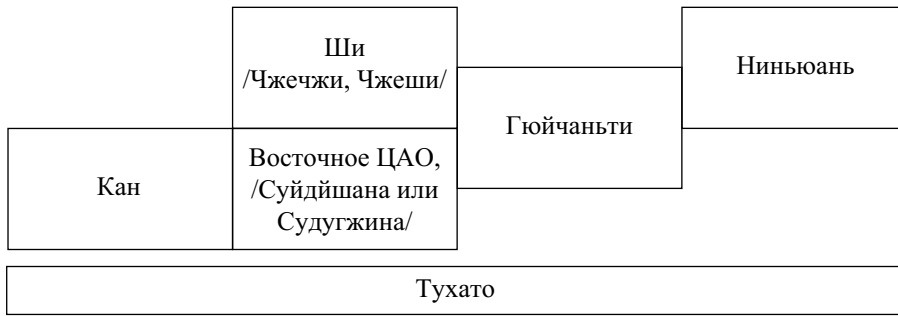 Ши
/Чжечжи, Чжеши/
Ниньюань
Гюйчаньти
Кан
Восточное ЦАО,
/Суйдйшана или
Судугжина/
Тухато